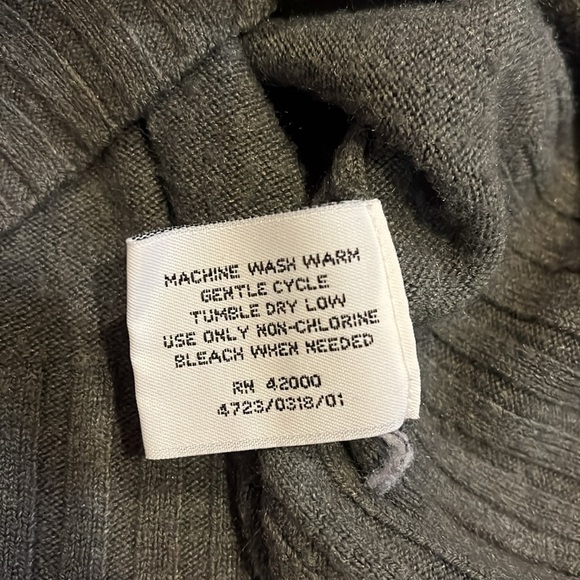 MACHINE WASH WARM
GENTLE CYCLE
TUMBLE DRY LOW
USE ONLY NON-CHLORINE
BLEACH WHEN NEEDED
RN 42000
4723/0318/01